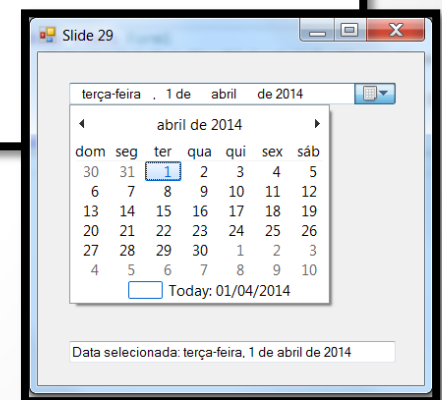 Slide 29
terça-feira , 1 de abril de 2014
abril de 2014
dom seg ter qua qui sex sáb
30 31 1 2 3 4 5
6 7 8 9 10 11 12
13 14 15 16 17 18 19
20 21 22 23 24 25 26
27 28 29 30 1 2 3
4 5 6 7 8 9 10
Today: 01/04/2014
Data selecionada: terça-feira, 1 de abril de 2014